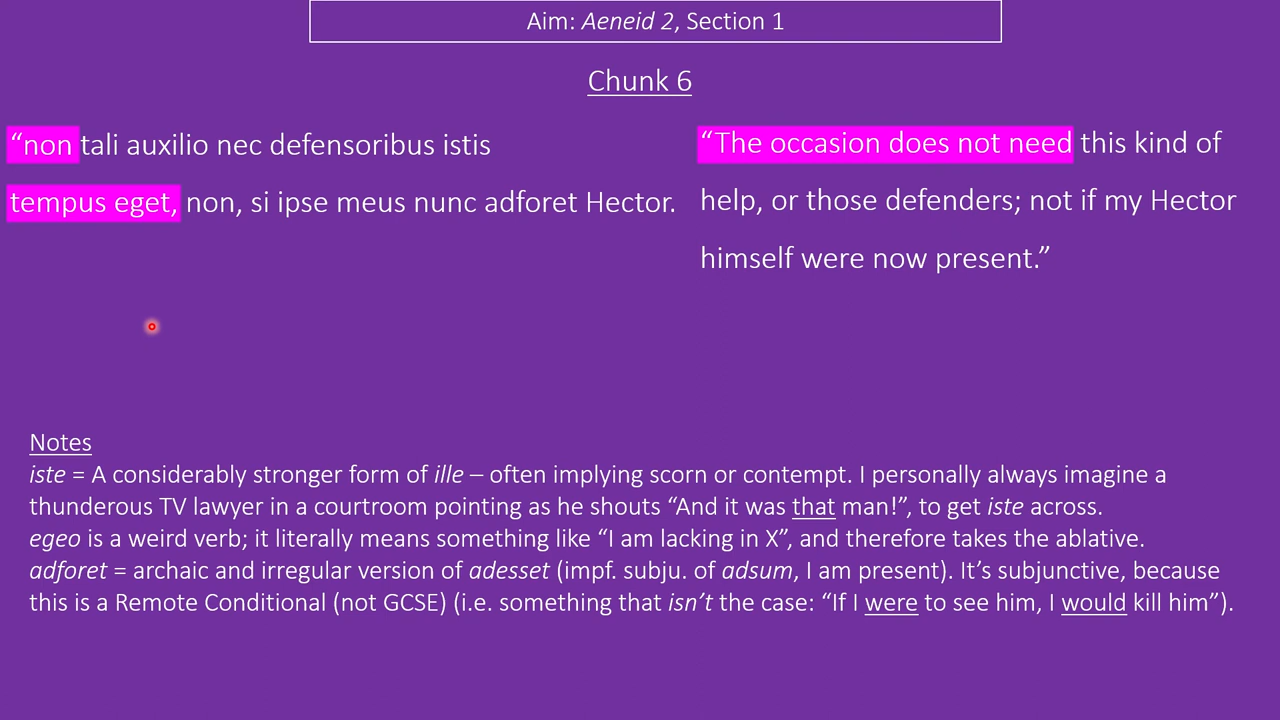 Aim: Aeneid 2, Section 1
Chunk 6
“non tali auxilio nec defensoribus istis
tempus eget, non, si ipse meus nunc adforet Hector.
“The occasion does not need this kind of
help, or those defenders; not if my Hector
himself were now present.”
Notes
iste = A considerably stronger form of ille – often implying scorn or contempt. I personally always imagine a
thunderous TV lawyer in a courtroom pointing as he shouts “And it was that man!”, to get iste across.
egeo is a weird verb; it literally means something like “I am lacking in X”, and therefore takes the ablative.
adforet = archaic and irregular version of adesset (impf. subju. of adsum, I am present). It’s subjunctive, because
this is a Remote Conditional (not GCSE) (i.e. something that isn’t the case: “If I were to see him, I would kill him”).